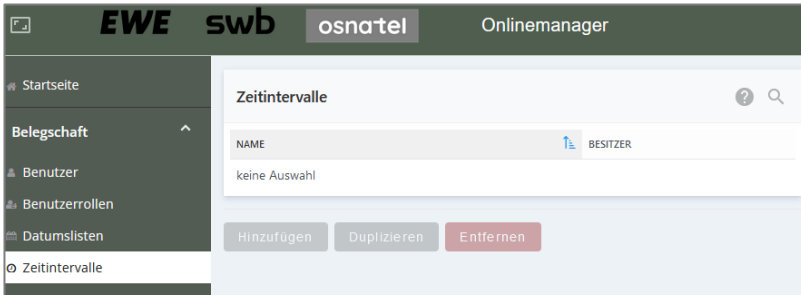 EWE swb osnatel Onlinemanager
Startseite
Belegschaft
Benutzer
Benutzerrollen
Datumslisten
Zeitintervalle
Zeitintervalle
NAME BESITZER
keine Auswahl
Hinzufügen Duplizieren Entfernen